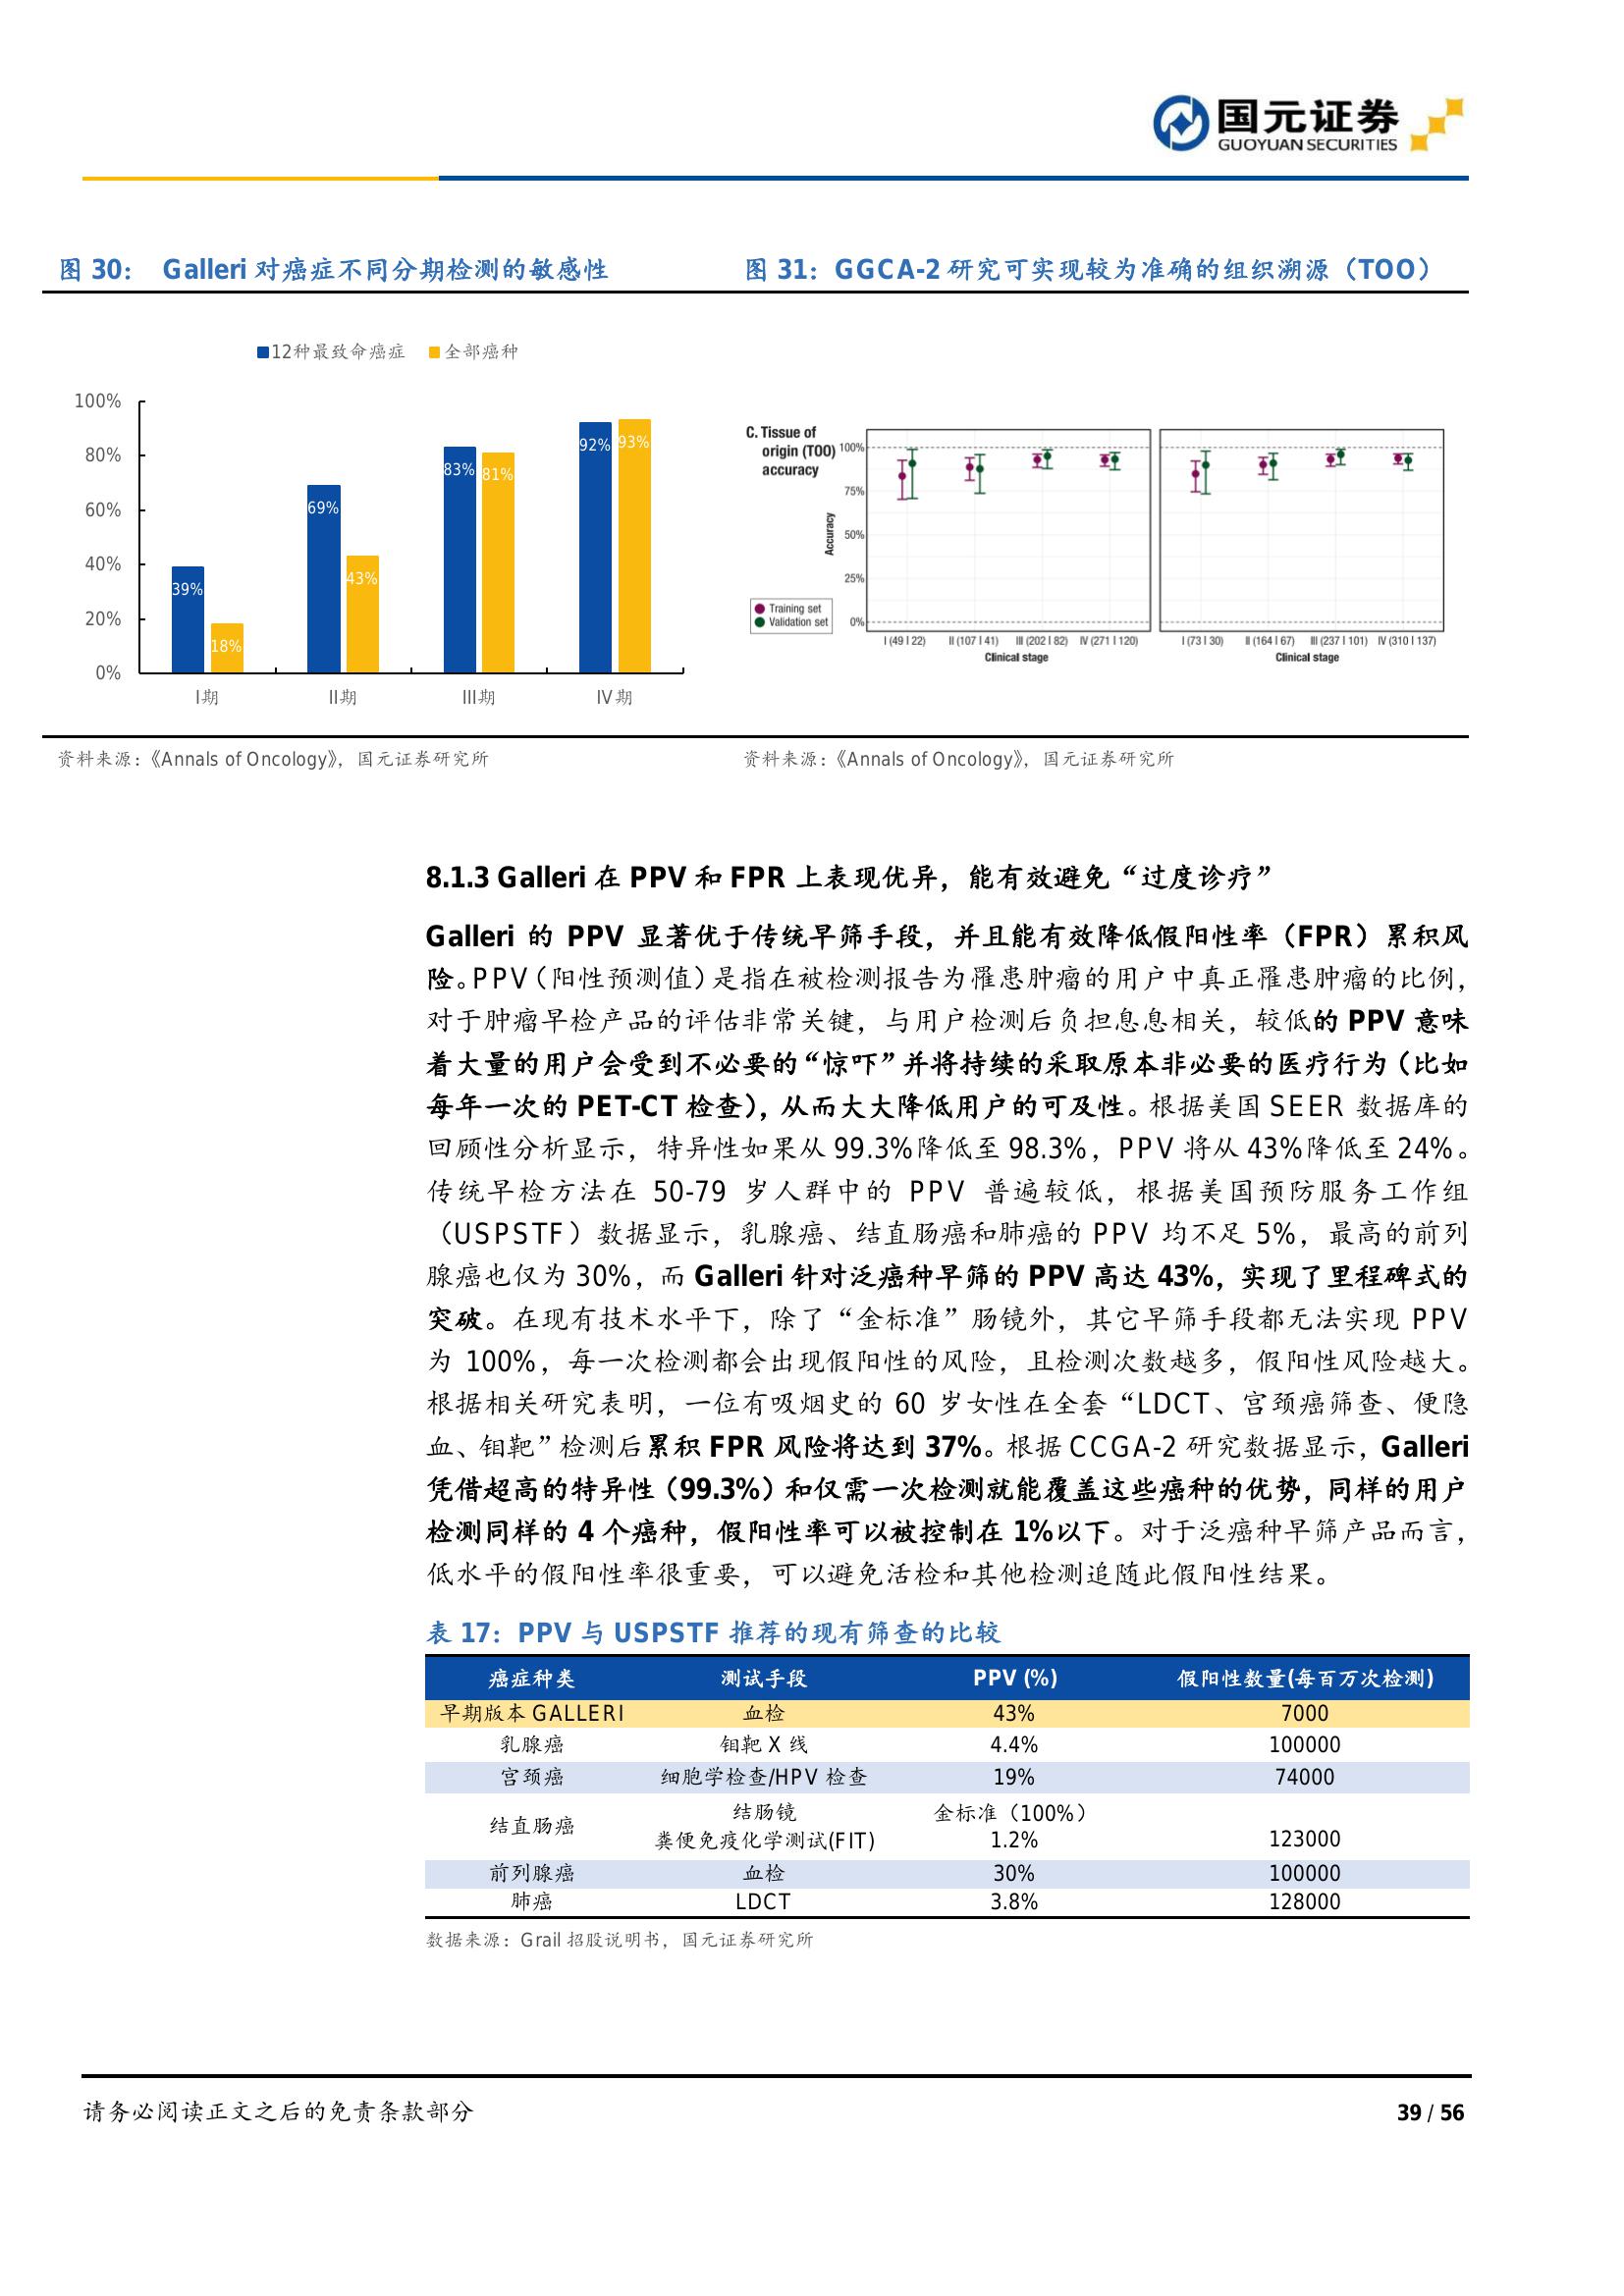 国元证券
GUOYUAN SECURITIES
图 30： Galleri 对癌症不同分期检测的敏感性
12种最致命癌症 全部癌种
100%
80%
60%
40%
20%
0%
39% 18% 69% 43% 83% 81% 92% 93%
I期 II期 III期 IV期
资料来源：《Annals of Oncology》，国元证券研究所
图 31：GGCA-2 研究可实现较为准确的组织溯源（TOO）
C. Tissue of
origin (TOO)
accuracy
100%
75%
50%
25%
0%
Accuracy
Training set
Validation set
I (49 | 22) II (107 | 41) III (202 | 82) IV (271 | 120) I (73 | 30) II (164 | 67) III (237 | 101) IV (310 | 137)
Clinical stage Clinical stage
资料来源：《Annals of Oncology》，国元证券研究所
8.1.3 Galleri 在 PPV 和 FPR 上表现优异，能有效避免“过度诊疗”
Galleri 的 PPV 显著优于传统早筛手段，并且能有效降低假阳性率（FPR）累积风
险。PPV（阳性预测值）是指在被检测报告为罹患肿瘤的用户中真正罹患肿瘤的比例，
对于肿瘤早检产品的评估非常关键，与用户检测后负担息息相关，较低的 PPV 意味
着大量的用户会受到不必要的“惊吓”并将持续的采取原本非必要的医疗行为（比如
每年一次的 PET-CT 检查），从而大大降低用户的可及性。根据美国 SEER 数据库的
回顾性分析显示，特异性如果从 99.3%降低至 98.3%，PPV 将从 43%降低至 24%。
传统早检方法在 50-79 岁人群中的 PPV 普遍较低，根据美国预防服务工作组
（USPSTF）数据显示，乳腺癌、结直肠癌和肺癌的 PPV 均不足 5%，最高的前列
腺癌也仅为 30%，而 Galleri 针对泛癌种早筛的 PPV 高达 43%，实现了里程碑式的
突破。在现有技术水平下，除了“金标准”肠镜外，其它早筛手段都无法实现 PPV
为 100%，每一次检测都会出现假阳性的风险，且检测次数越多，假阳性风险越大。
根据相关研究表明，一位有吸烟史的 60 岁女性在全套“LDCT、宫颈癌筛查、便隐
血、钼靶”检测后累积 FPR 风险将达到 37%。根据 CCGA-2 研究数据显示，Galleri
凭借超高的特异性（99.3%）和仅需一次检测就能覆盖这些癌种的优势，同样的用户
检测同样的 4 个癌种，假阳性率可以被控制在 1%以下。对于泛癌种早筛产品而言，
低水平的假阳性率很重要，可以避免活检和其他检测追随此假阳性结果。
表 17：PPV 与 USPSTF 推荐的现有筛查的比较
癌症种类 测试手段 PPV (%) 假阳性数量(每百万次检测)
早期版本 GALLERI 血检 43% 7000
乳腺癌 钼靶 X 线 4.4% 100000
宫颈癌 细胞学检查/HPV 检查 19% 74000
结直肠癌 结肠镜 金标准（100%）
粪便免疫化学测试(FIT) 1.2% 123000
前列腺癌 血检 30% 100000
肺癌 LDCT 3.8% 128000
数据来源：Grail 招股说明书，国元证券研究所
请务必阅读正文之后的免责条款部分
39 / 56